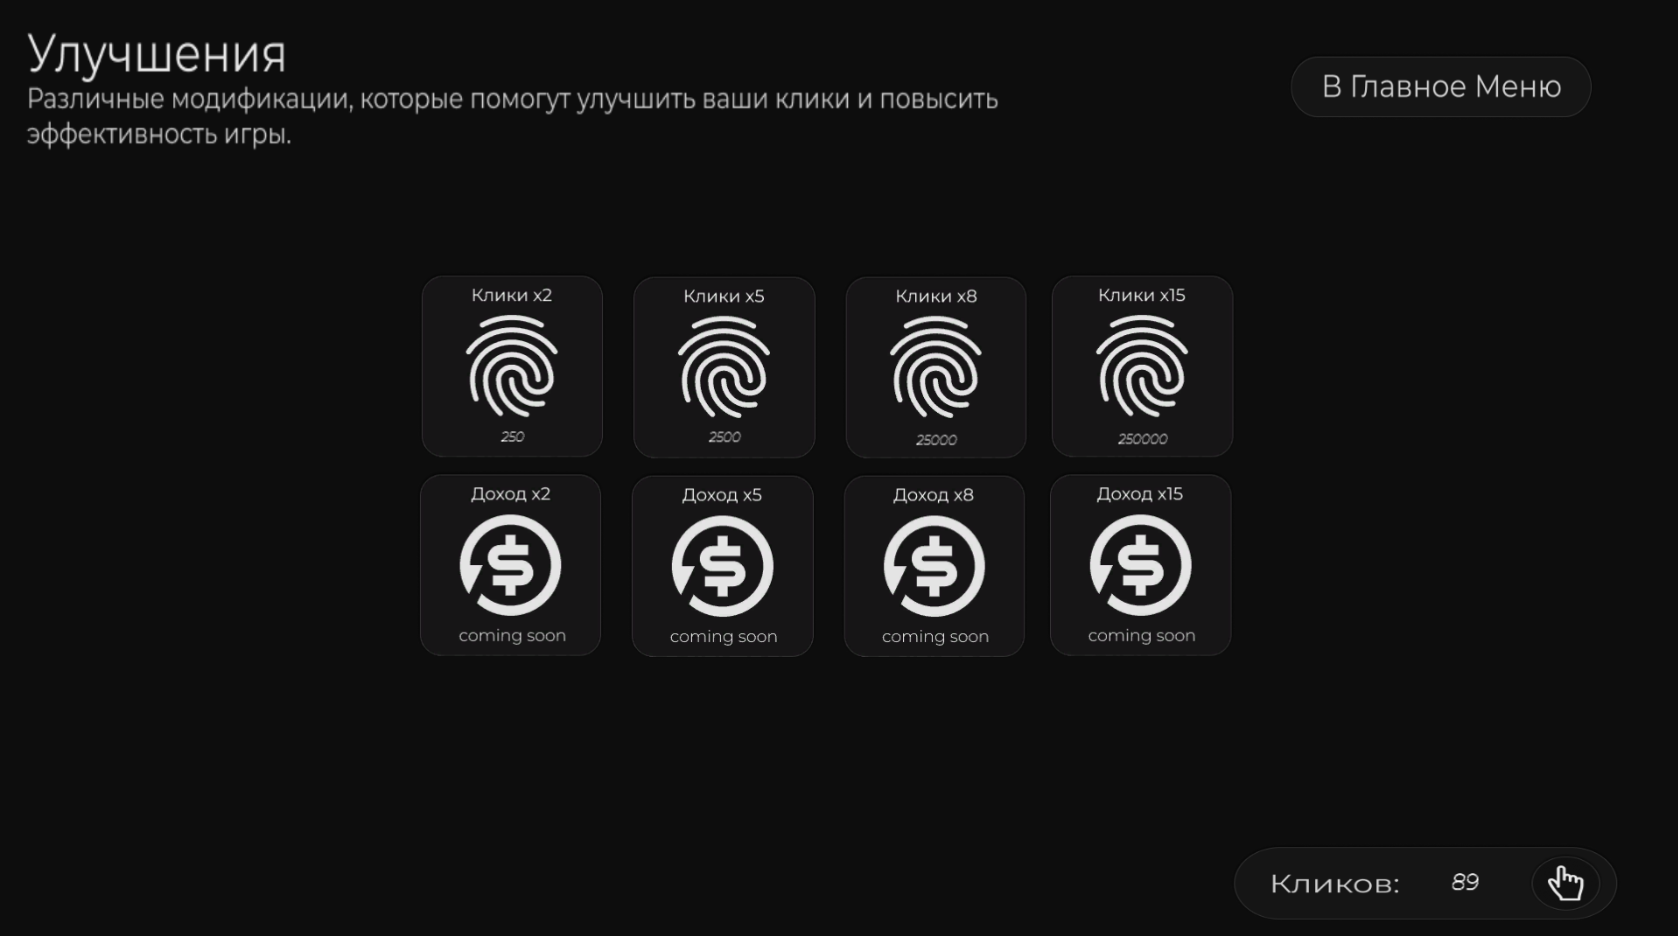 Улучшения
Различные модификации, которые помогут улучшить ваши клики и повысить
эффективность игры.
В Главное Меню
Клики x2
Клики x5
Клики x8
Клики x15
250
2500
25000
250000
Доход x2
Доход x5
Доход x8
Доход x15
coming soon
coming soon
coming soon
coming soon
Кликов: 89